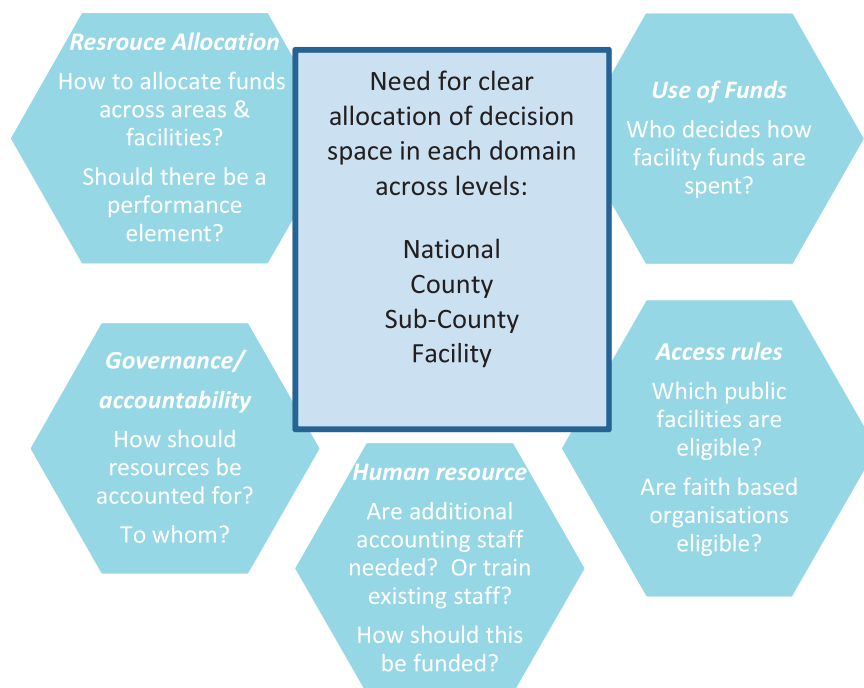 Resrouce Allocation
How to allocate funds
across areas &
facilities?
Should there be a
performance
element?
Need for clear
allocation of decision
space in each domain
across levels:
National
County
Sub-County
Facility
Use of Funds
Who decides how
facility funds are
spent?
Governance/
accountability
How should
resources be
accounted for?
To whom?
Human resource
Are additional
accounting staff
needed?  Or train
existing staff?
How should this
be funded?
Access rules
Which public
facilities are
eligible?
Are faith based
organisations
eligible?